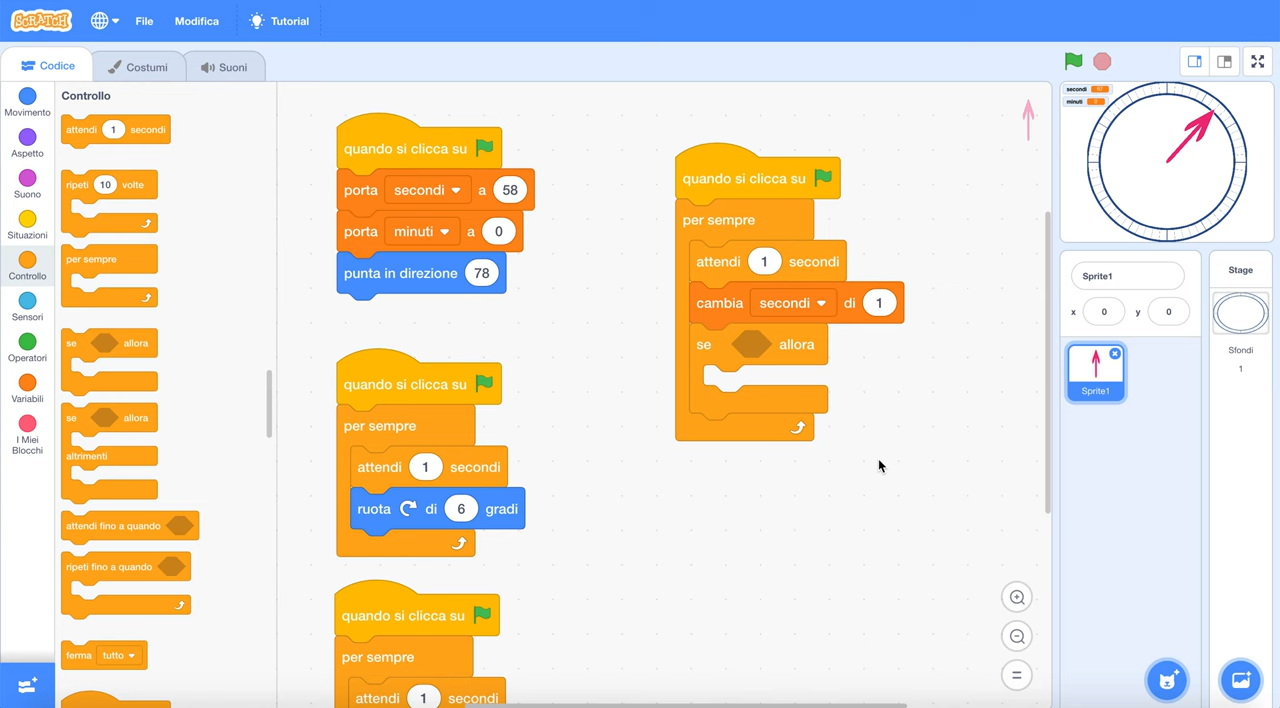 SCRATCH
File
Modifica
Tutorial
Codice
Costumi
Suoni
Movimento
Aspetto
Suono
Situazioni
Controllo
Sensori
Operatori
Variabili
I Miei
Blocchi
Controllo
attendi 1 secondi
ripeti 10 volte
per sempre
se allora
se allora
altrimenti
attendi fino a quando
ripeti fino a quando
ferma tutto
quando si clicca su
porta secondi a 58
porta minuti a 0
punta in direzione 78
quando si clicca su
per sempre
attendi 1 secondi
ruota di 6 gradi
quando si clicca su
per sempre
attendi 1 secondi
quando si clicca su
per sempre
attendi 1 secondi
cambia secondi di 1
se allora
secondi
minuti 0
Sprite1
x 0 y 0
Sprite1
Stage
Sfondi
1